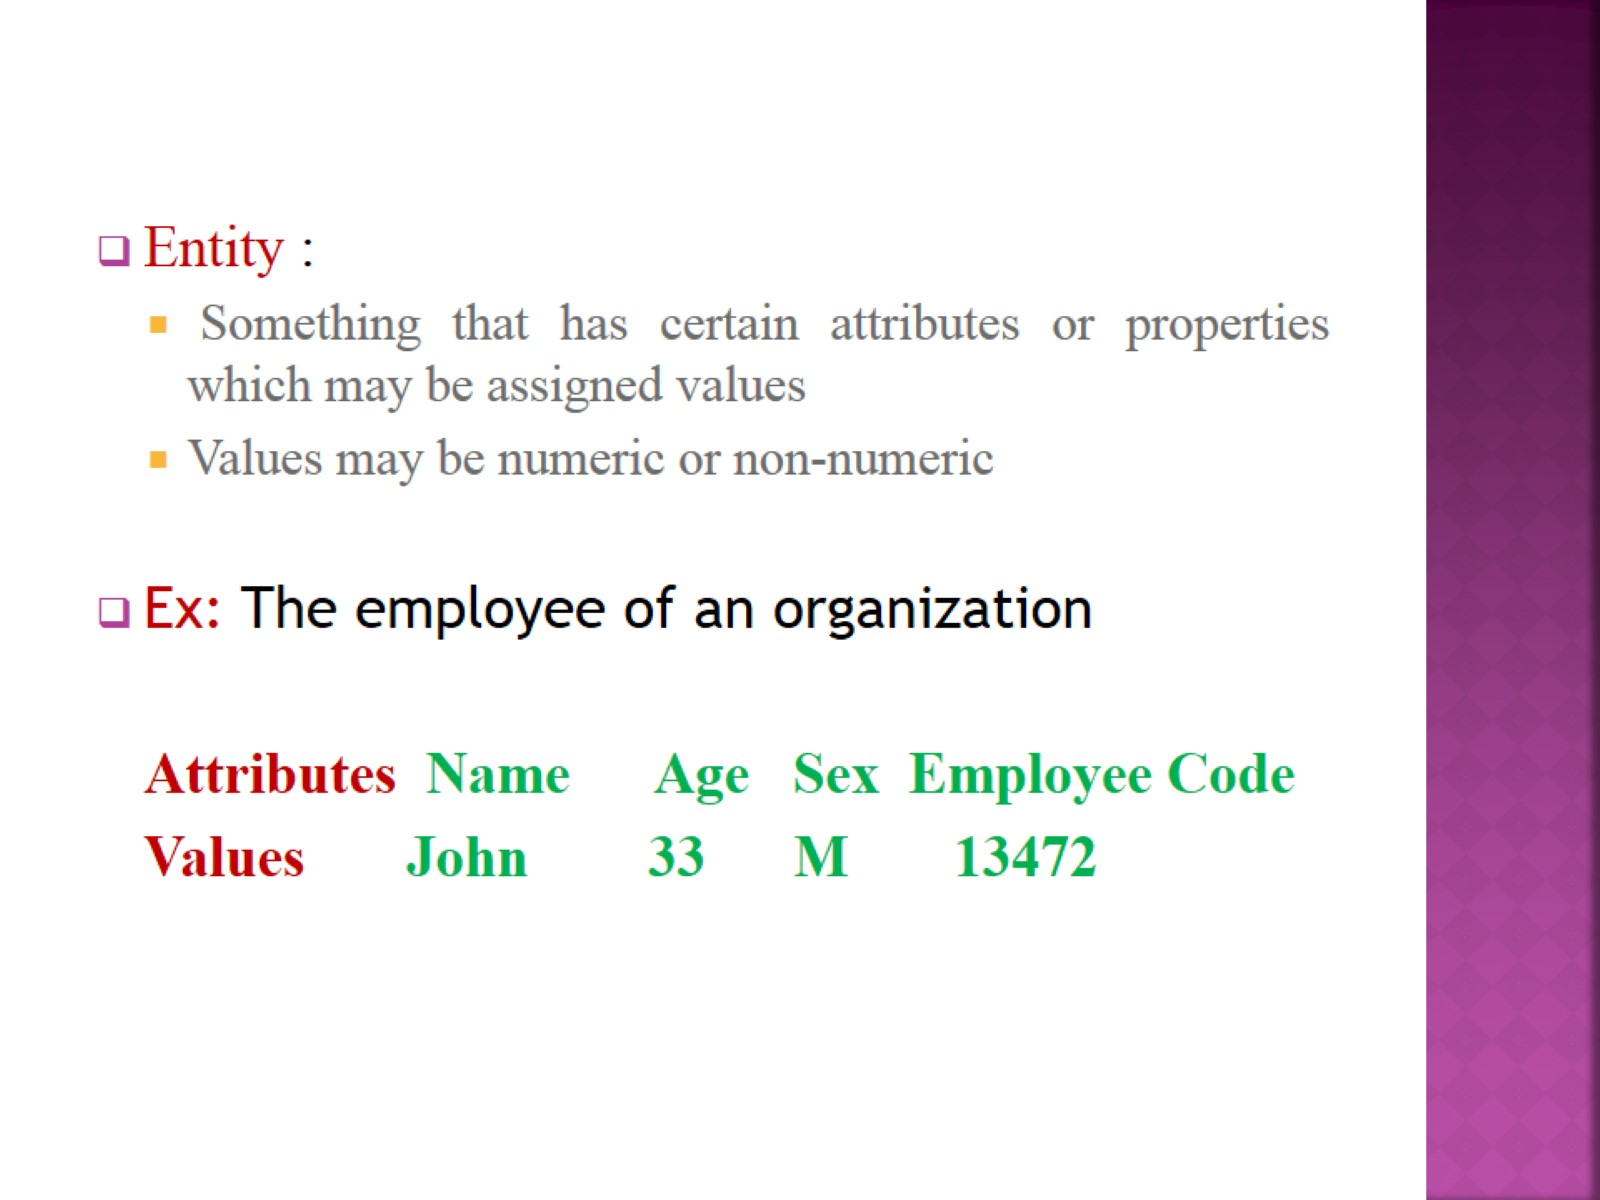 Entity :
Something that has certain attributes or properties
which may be assigned values
Values may be numeric or non-numeric
Ex: The employee of an organization
Attributes Name Age Sex Employee Code
Values John 33 M 13472